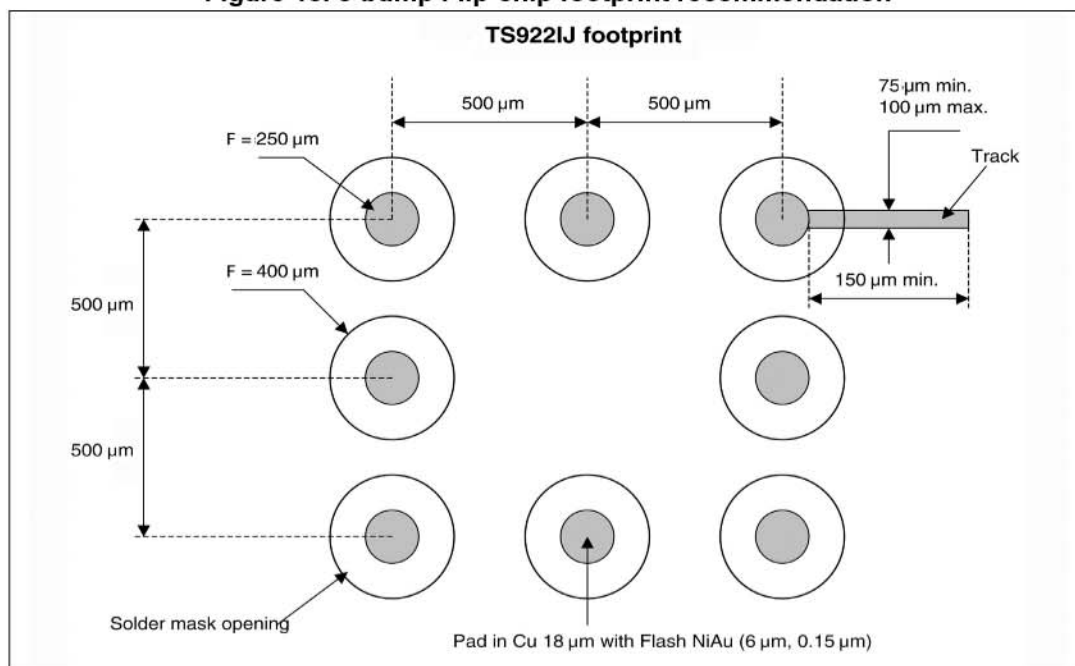 TS922IJ footprint
75 µm min.
100 µm max.
500 µm
500 µm
F = 250 µm
Track
150 µm min.
F = 400 µm
500 µm
500 µm
Solder mask opening
Pad in Cu 18 µm with Flash NiAu (6 µm, 0.15 µm)